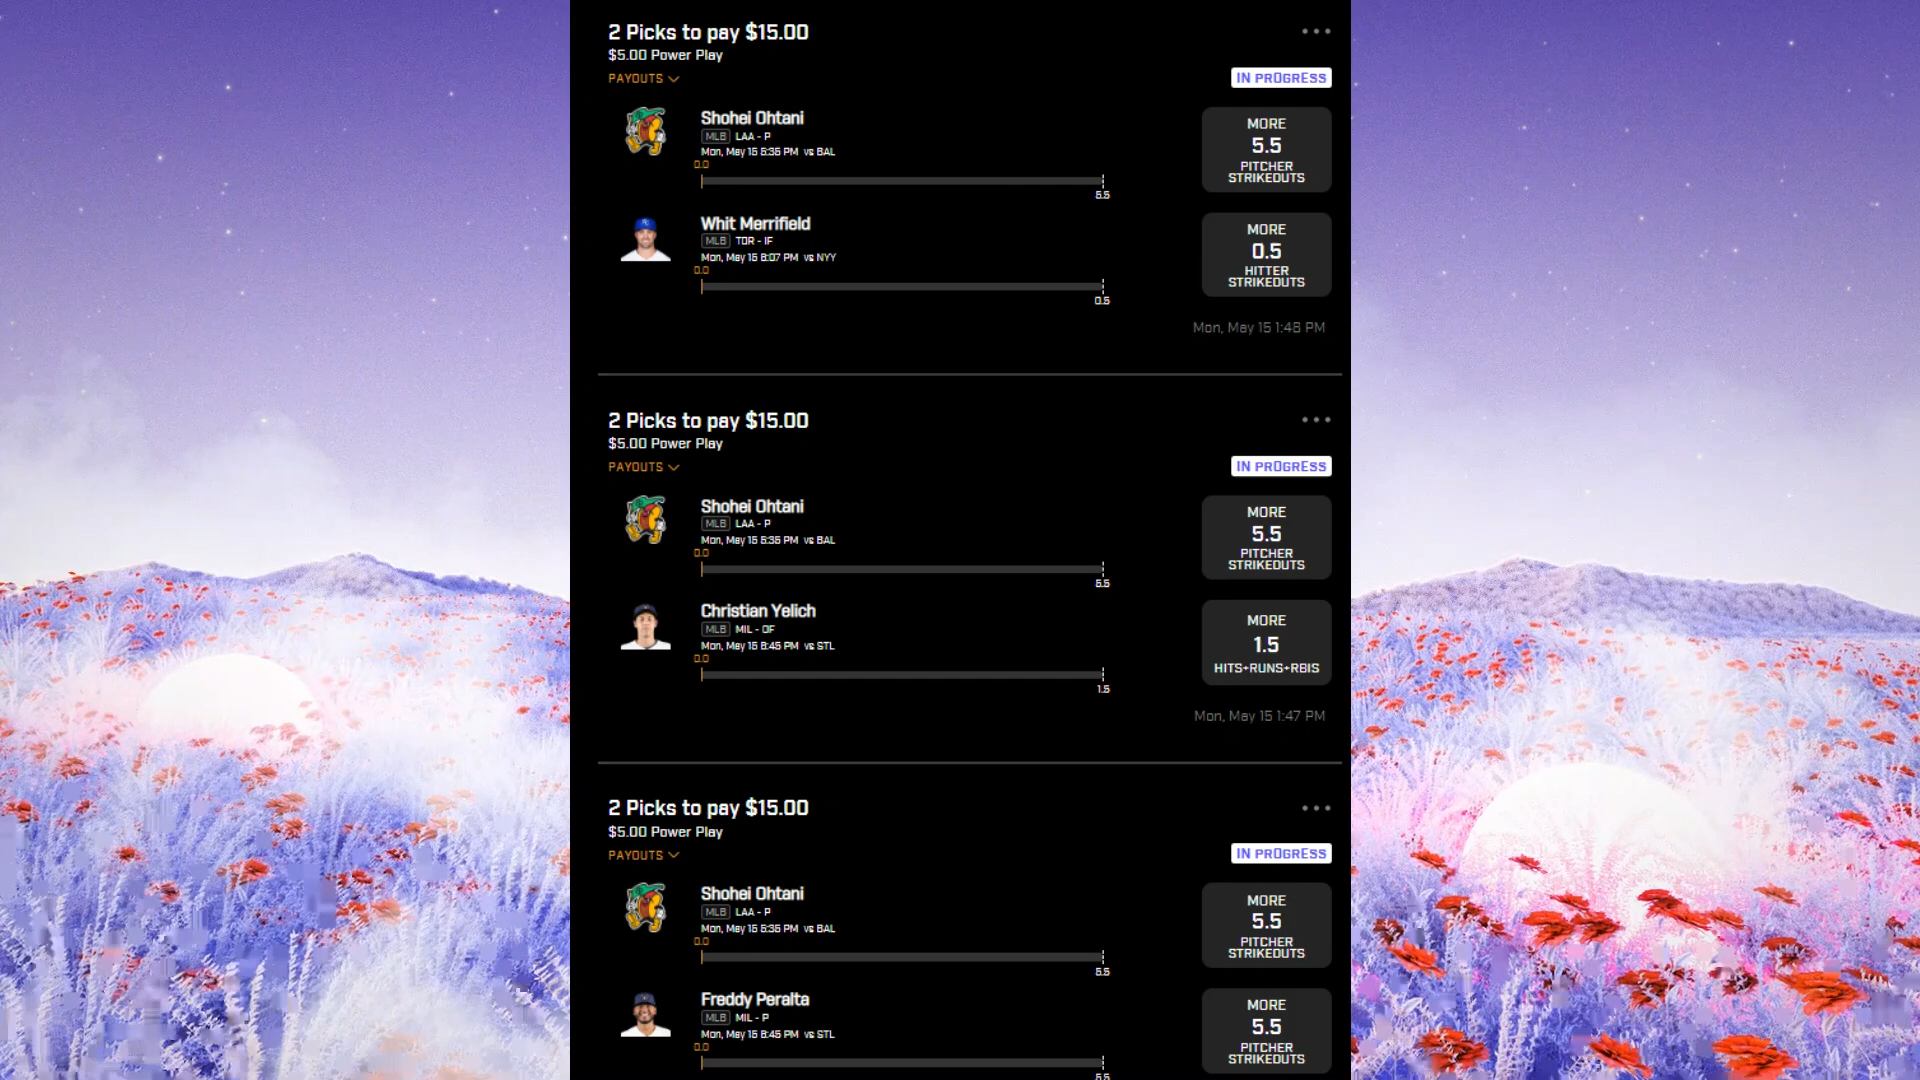 2 Picks to pay $15.00
$5.00 Power Play
PAYOUTS
IN PROGRESS
Shohei Ohtani
MLB LAA - P
Mon, May 15 5:35 PM vs BAL
0.0
5.5
MORE
5.5
PITCHER
STRIKEOUTS
Whit Merrifield
MLB TOR - IF
Mon, May 15 6:07 PM vs NYY
0.0
0.5
MORE
0.5
HITTER
STRIKEOUTS
Mon, May 15 1:48 PM
2 Picks to pay $15.00
$5.00 Power Play
PAYOUTS
IN PROGRESS
Shohei Ohtani
MLB LAA - P
Mon, May 15 5:35 PM vs BAL
0.0
5.5
MORE
5.5
PITCHER
STRIKEOUTS
Christian Yelich
MLB MIL - OF
Mon, May 15 6:45 PM vs STL
0.0
1.5
MORE
1.5
HITS+RUNS+RBIS
Mon, May 15 1:47 PM
2 Picks to pay $15.00
$5.00 Power Play
PAYOUTS
IN PROGRESS
Shohei Ohtani
MLB LAA - P
Mon, May 15 5:35 PM vs BAL
0.0
5.5
MORE
5.5
PITCHER
STRIKEOUTS
Freddy Peralta
MLB MIL - P
Mon, May 15 6:45 PM vs STL
0.0
5.5
MORE
5.5
PITCHER
STRIKEOUTS